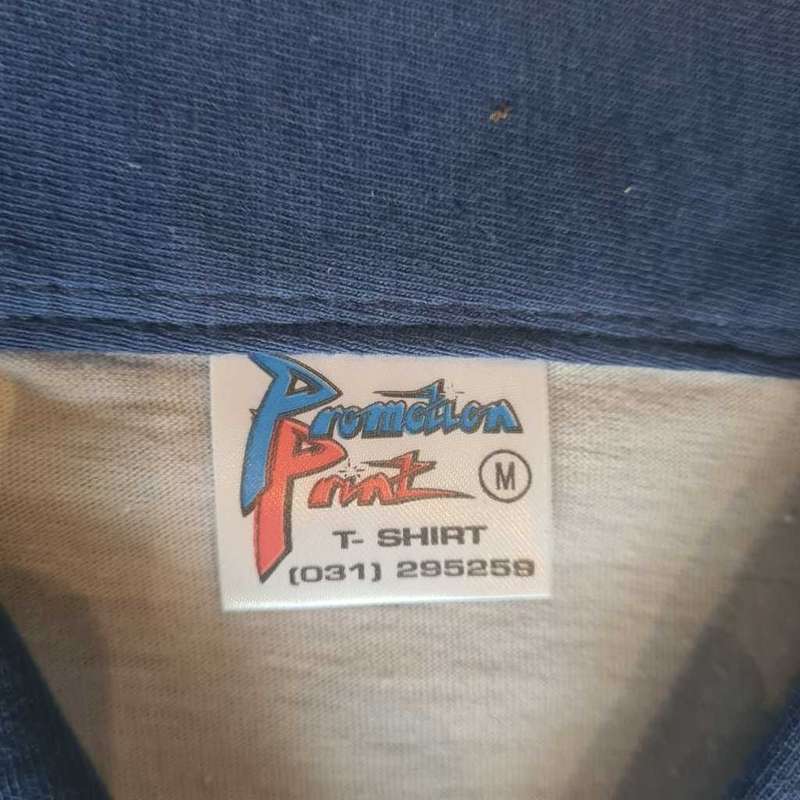 Promotion
Print M
T- SHIRT
(031) 295259